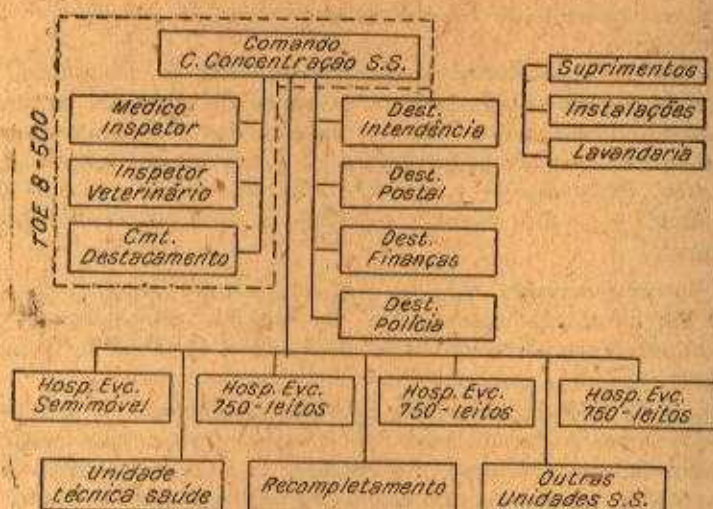 Comando
C. Concentração S.S.
TOE 8-500
Médico
Inspetor
Inspetor
Veterinário
Cmt.
Destacamento
Dest.
Intendência
Dest.
Postal
Dest.
Finanças
Dest.
Polícia
Suprimentos
Instalações
Lavandaria
Hosp. Evc.
Semimóvel
Hosp. Evc.
750-leitos
Hosp. Evc.
750-leitos
Hosp. Evc.
750-leitos
Unidade
técnica saúde
Recompletamento
Outras
Unidades S.S.